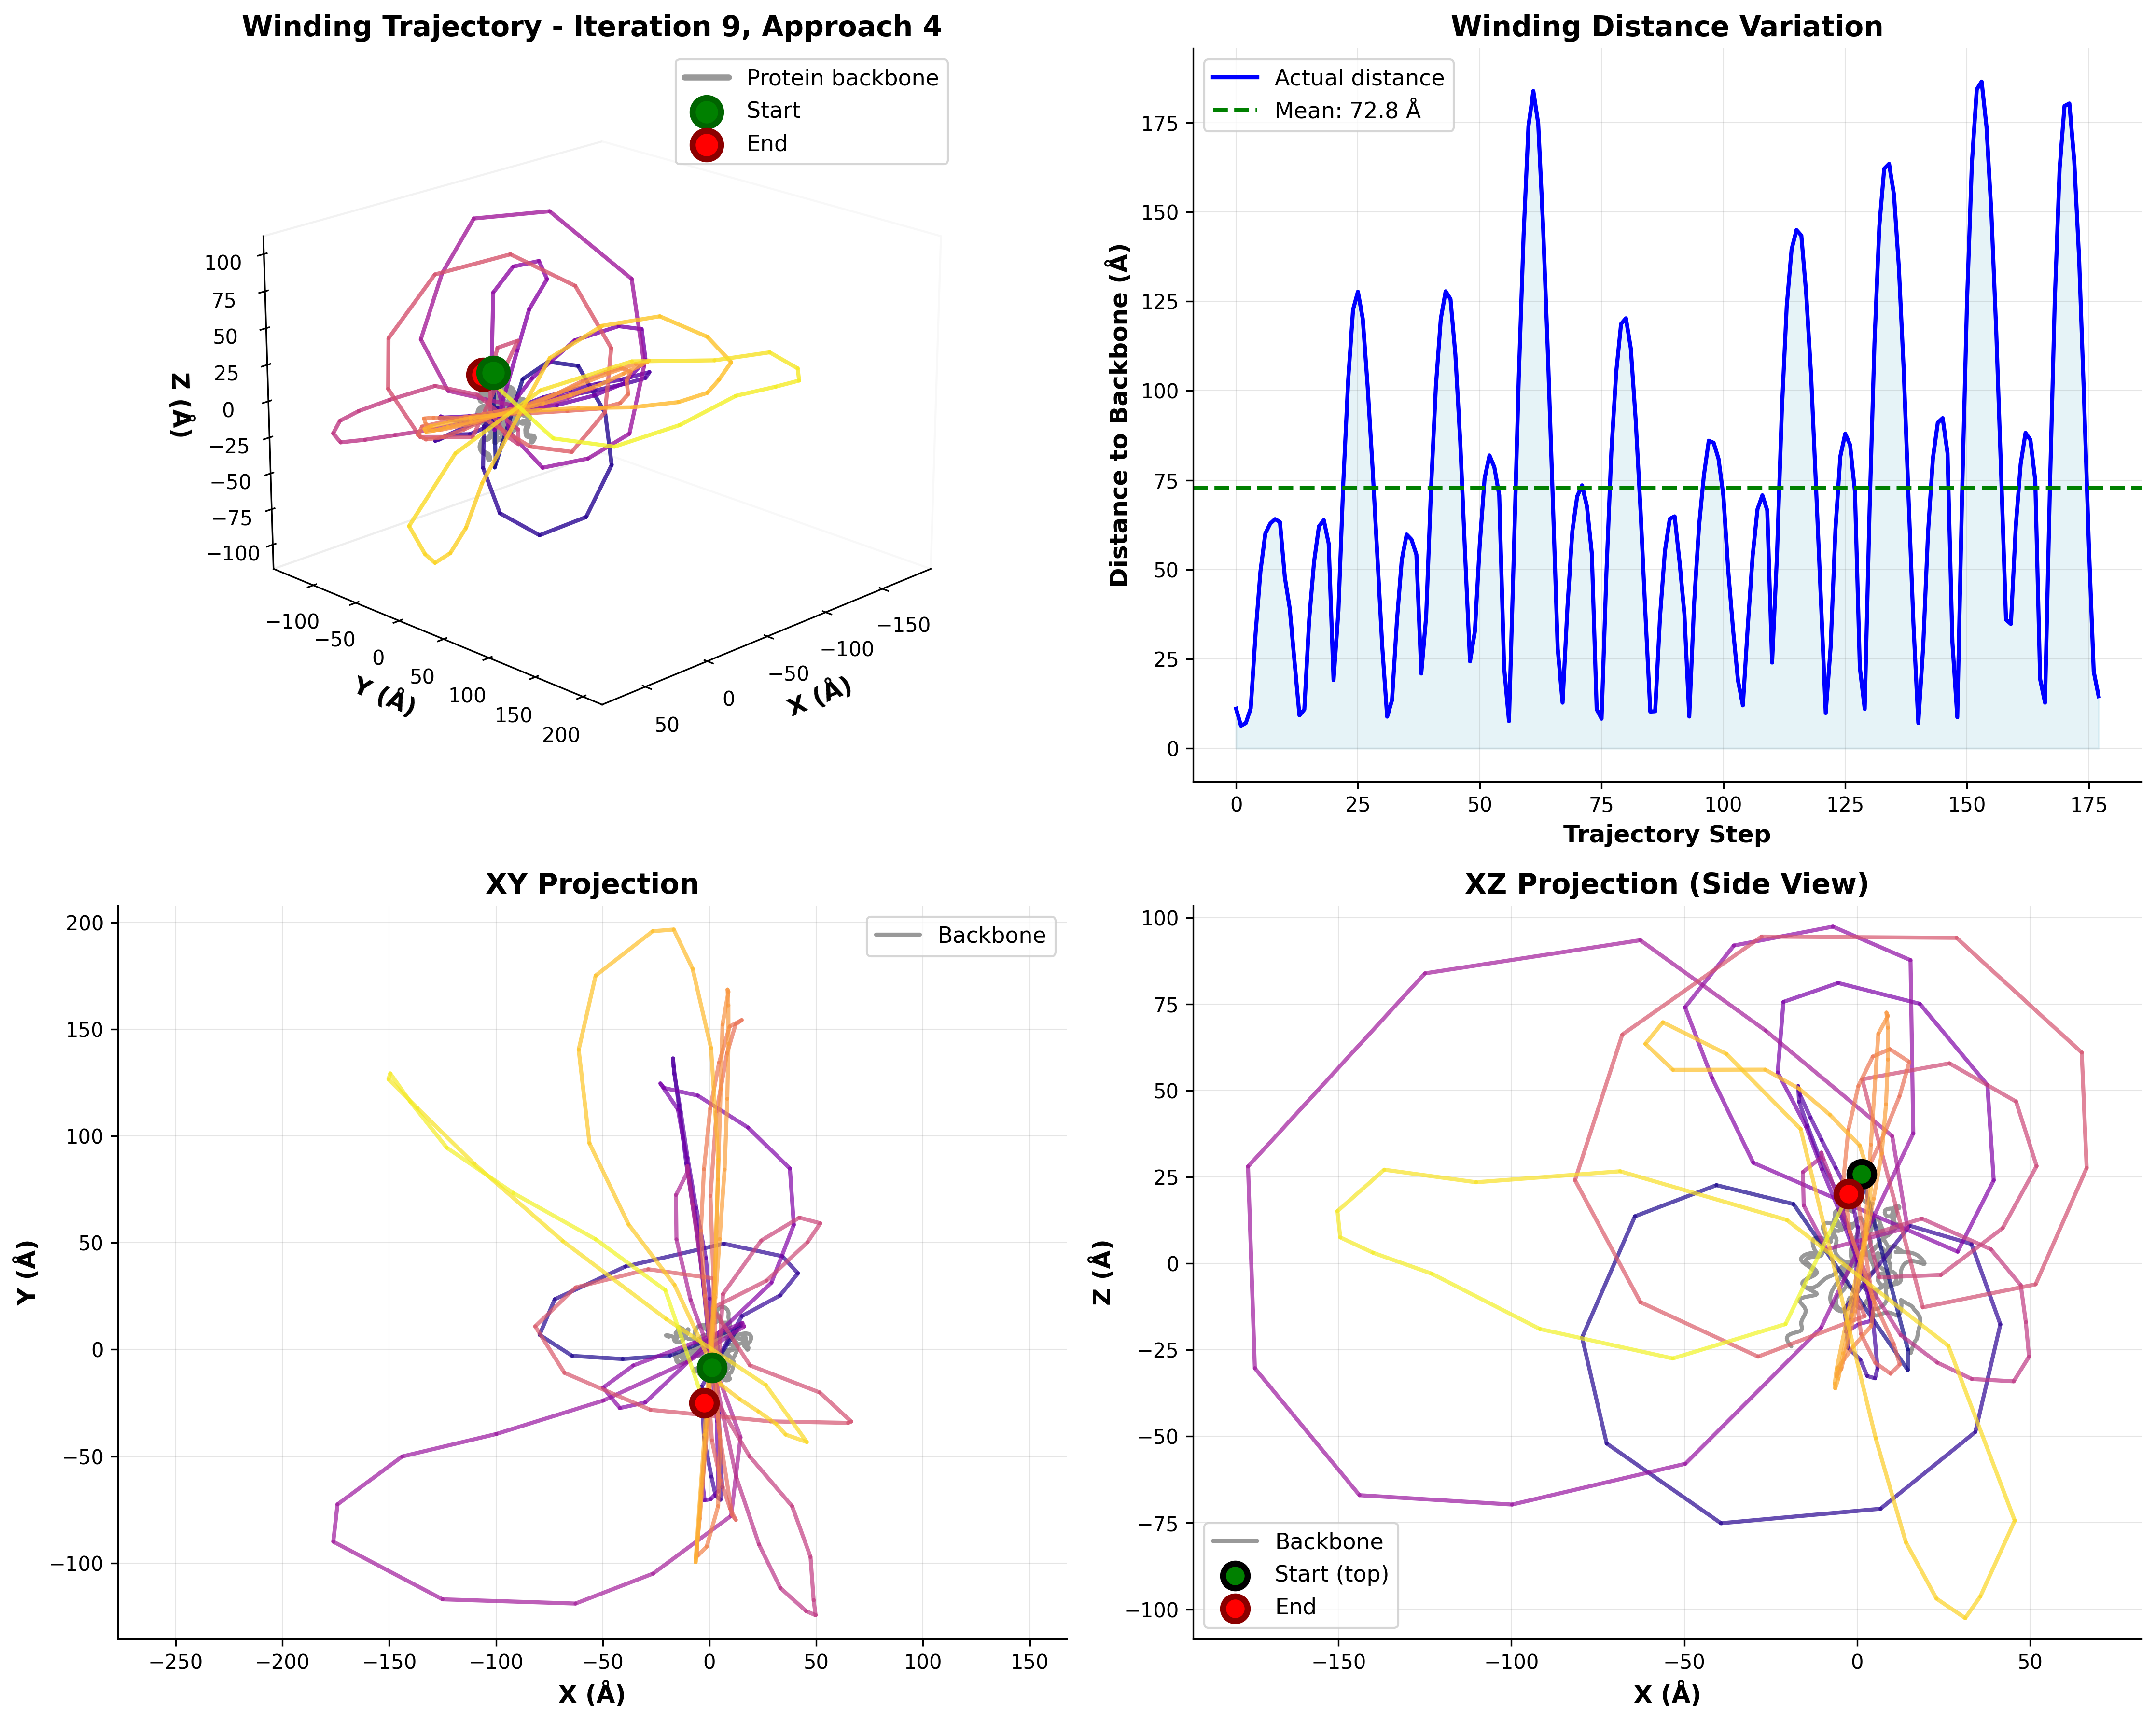 Winding Trajectory - Iteration 9, Approach 4
Protein backbone
Start
End
100
75
50
25
0
−25
−50
−75
−100
Z (Å)
−100
−50
0
50
100
150
200
Y (Å)
50
0
−50
−100
−150
X (Å)
Winding Distance Variation
Actual distance
Mean: 72.8 Å
175
150
125
100
75
50
25
0
Distance to Backbone (Å)
0 25 50 75 100 125 150 175
Trajectory Step
XY Projection
Backbone
200
150
100
50
0
−50
−100
Y (Å)
−250 −200 −150 −100 −50 0 50 100 150
X (Å)
XZ Projection (Side View)
100
75
50
25
0
−25
−50
−75
−100
Z (Å)
Backbone
Start (top)
End
−150 −100 −50 0 50
X (Å)